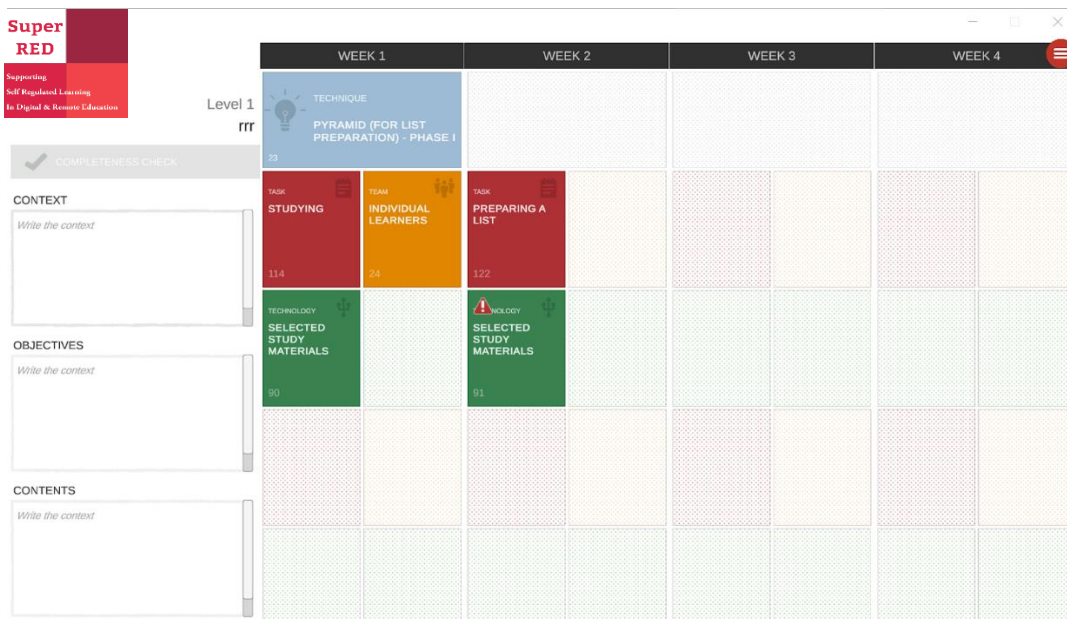 Super
RED
Supporting
Self Regulated Learning
In Digital & Remote Education
Level 1
rrr
COMPLETENESS CHECK
CONTEXT
Write the context
OBJECTIVES
Write the context
CONTENTS
Write the context
WEEK 1
WEEK 2
WEEK 3
WEEK 4
TECHNIQUE
PYRAMID (FOR LIST
PREPARATION) - PHASE I
23
TASK
STUDYING
114
TEAM
INDIVIDUAL
LEARNERS
24
TASK
PREPARING A
LIST
122
TECHNOLOGY
SELECTED
STUDY
MATERIALS
90
NOLOGY
SELECTED
STUDY
MATERIALS
91